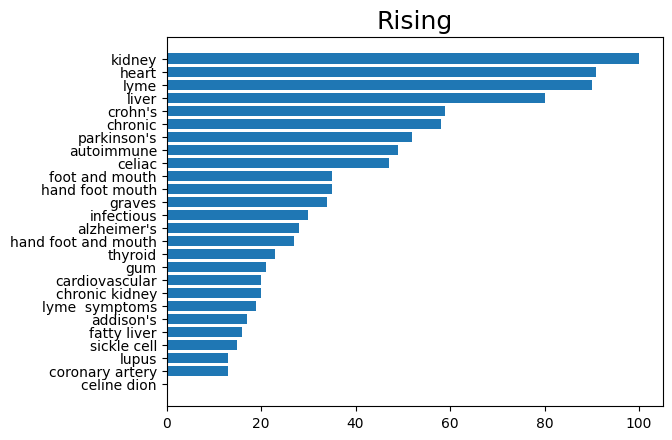 Rising
kidney
heart
lyme
liver
crohn's
chronic
parkinson's
autoimmune
celiac
foot and mouth
hand foot mouth
graves
infectious
alzheimer's
hand foot and mouth
thyroid
gum
cardiovascular
chronic kidney
lyme  symptoms
addison's
fatty liver
sickle cell
lupus
coronary artery
celine dion
0 20 40 60 80 100